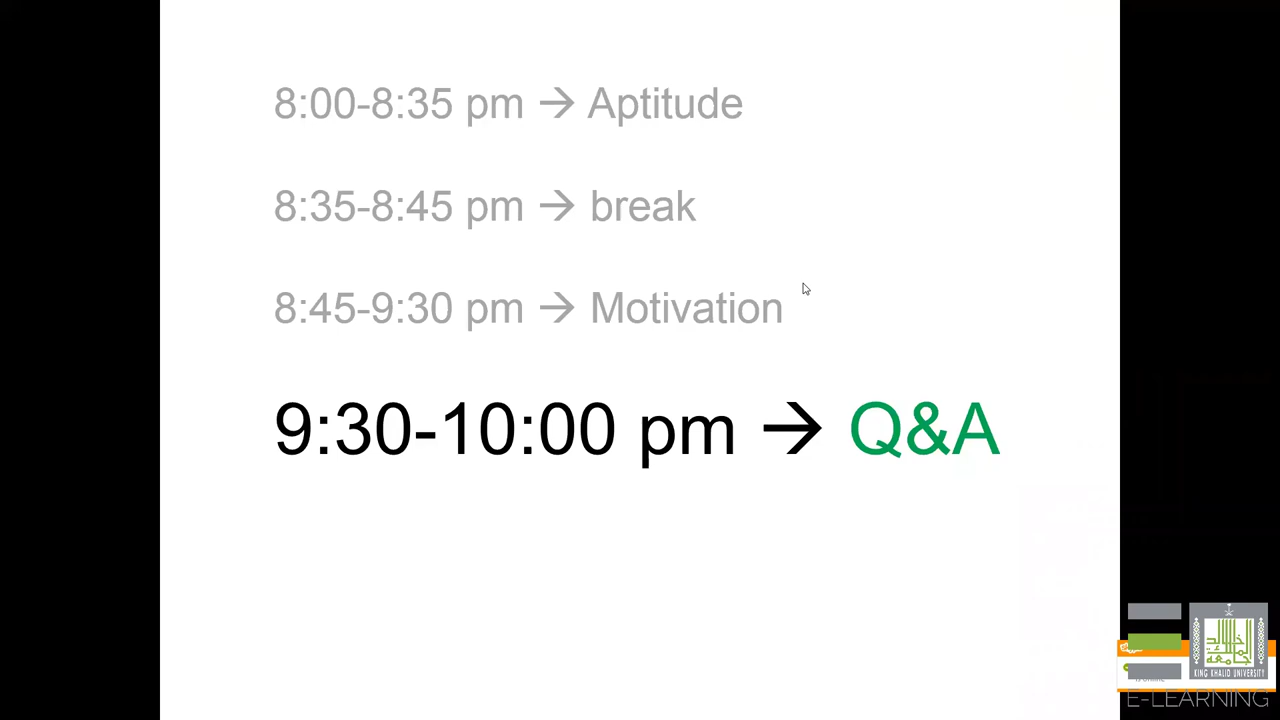 8:00-8:35 pm → Aptitude
8:35-8:45 pm → break
8:45-9:30 pm → Motivation
9:30-10:00 pm → Q&A
KING KHALID UNIVERSITY
E-LEARNING